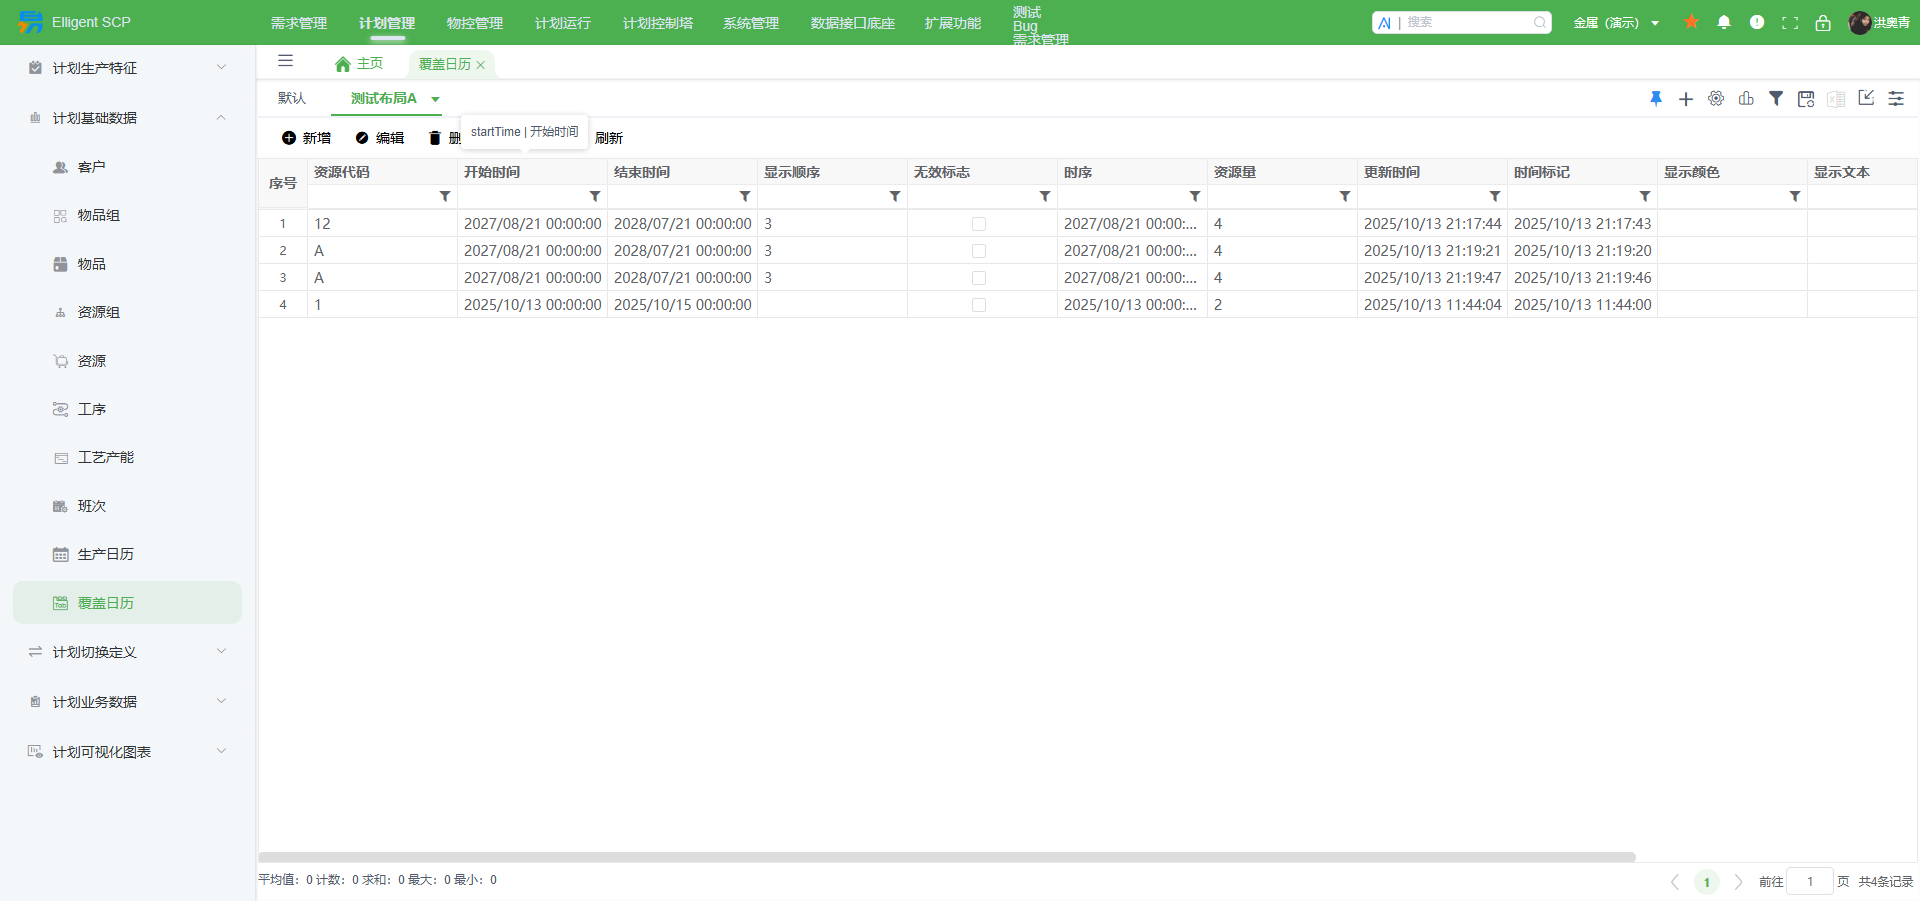 Elligent SCP
需求管理 计划管理 物控管理 计划运行 计划控制塔 系统管理 数据接口底座 扩展功能
测试
Bug
需求管理
搜索
金属（演示）
洪奥青
计划生产特征
计划基础数据
客户
物品组
物品
资源组
资源
工序
工艺产能
班次
生产日历
覆盖日历
计划切换定义
计划业务数据
计划可视化图表
主页 覆盖日历
默认 测试布局A
新增 编辑 删 刷新
startTime | 开始时间
序号 资源代码 开始时间 结束时间 显示顺序 无效标志 时序 资源量 更新时间 时间标记 显示颜色 显示文本
1 12 2027/08/21 00:00:00 2028/07/21 00:00:00 3 2027/08/21 00:00:... 4 2025/10/13 21:17:44 2025/10/13 21:17:43
2 A 2027/08/21 00:00:00 2028/07/21 00:00:00 3 2027/08/21 00:00:... 4 2025/10/13 21:19:21 2025/10/13 21:19:20
3 A 2027/08/21 00:00:00 2028/07/21 00:00:00 3 2027/08/21 00:00:... 4 2025/10/13 21:19:47 2025/10/13 21:19:46
4 1 2025/10/13 00:00:00 2025/10/15 00:00:00 2025/10/13 00:00:... 2 2025/10/13 11:44:04 2025/10/13 11:44:00
平均值：0 计数：0 求和：0 最大：0 最小：0
1 前往 1 页 共4条记录